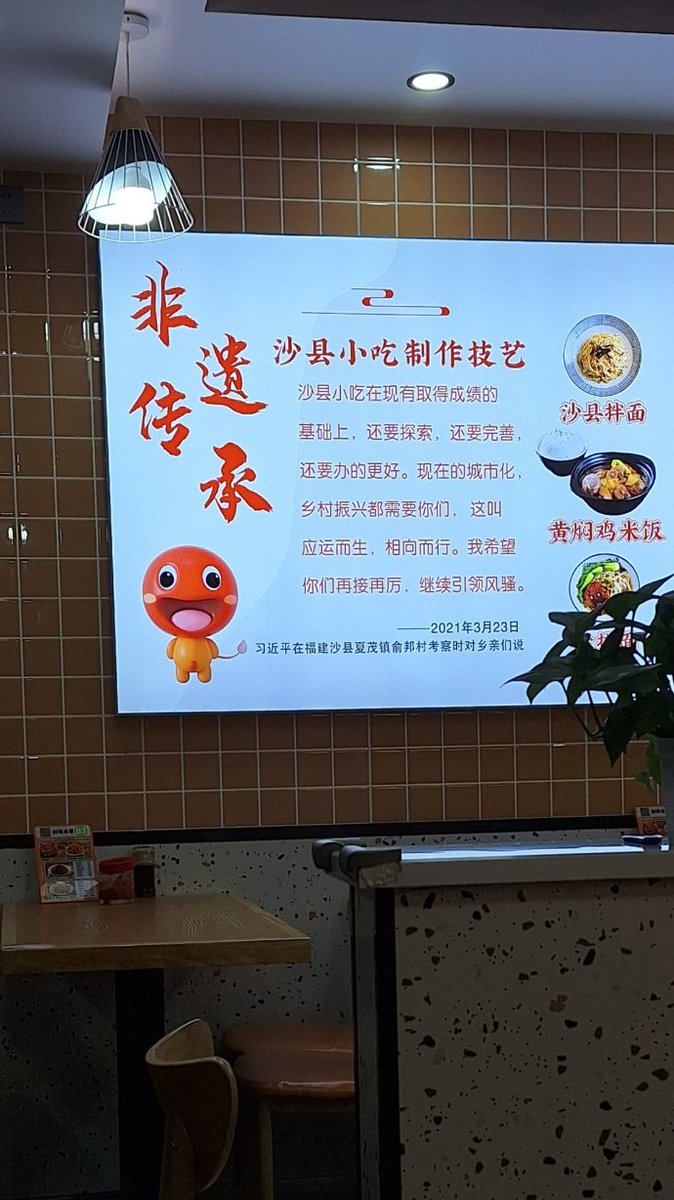 非遗
传承
沙县小吃制作技艺
沙县小吃在现有取得成绩的
基础上，还要探索，还要完善，
还要办的更好。现在的城市化，
乡村振兴都需要你们，这叫
应运而生，相向而行。我希望
你们再接再厉，继续引领风骚。
——2021年3月23日
习近平在福建沙县夏茂镇俞邦村考察时对乡亲们说
沙县拌面
黄焖鸡米饭
03